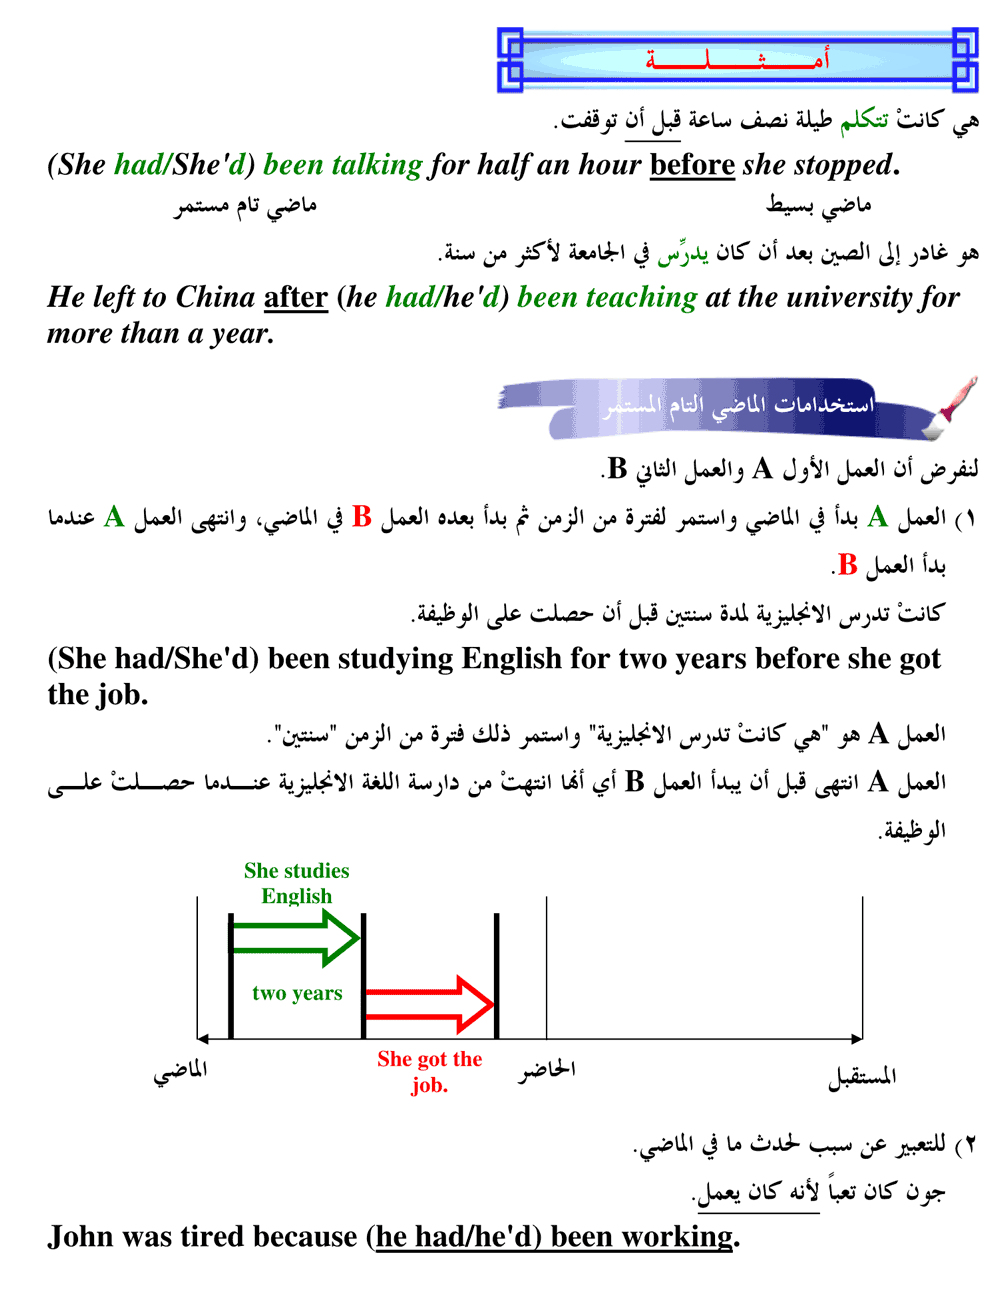 أمـــثـــلـــة
هي كانتْ تتكلم طيلة نصف ساعة قبل أن توقفت.
(She had/She'd) been talking for half an hour before she stopped.
ماضي بسيط ماضي تام مستمر
هو غادر إلى الصين بعد أن كان يدرِّس في الجامعة لأكثر من سنة.
He left to China after (he had/he'd) been teaching at the university for
more than a year.
استخدامات الماضي التام المستمر
لنفرض أن العمل الأول A والعمل الثاني B.
١) العمل A بدأ في الماضي واستمر لفترة من الزمن ثم بدأ بعده العمل B في الماضي، وانتهى العمل A عندما
بدأ العمل B.
كانتْ تدرس الانجليزية لمدة سنتين قبل أن حصلت على الوظيفة.
(She had/She'd) been studying English for two years before she got
the job.
العمل A هو "هي كانتْ تدرس الانجليزية" واستمر ذلك فترة من الزمن "سنتين".
العمل A انتهى قبل أن يبدأ العمل B أي أنها انتهتْ من دارسة اللغة الانجليزية عنـــدما حصـــلتْ علـــى
الوظيفة.
She studies
English
two years
She got the
job.
الماضي
الحاضر
المستقبل
٢) للتعبير عن سبب لحدث ما في الماضي.
جون كان تعباً لأنه كان يعمل.
John was tired because (he had/he'd) been working.